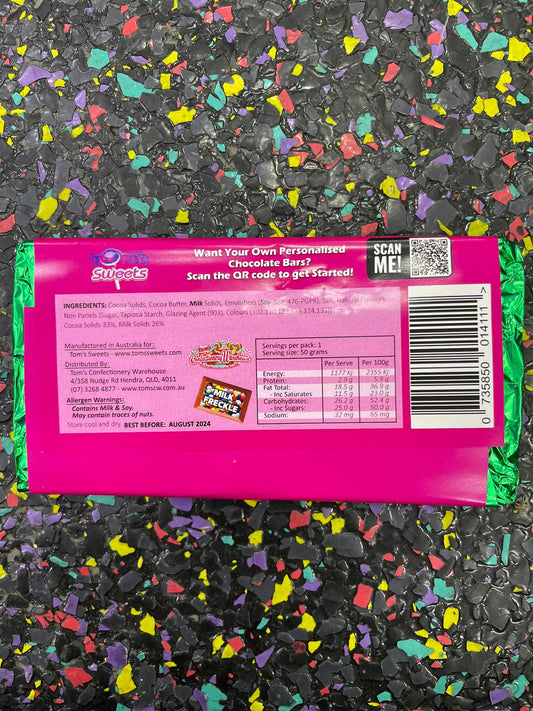 TOM'S
Sweets
Want Your Own Personalised
Chocolate Bars?
Scan the QR code to get Started!
SCAN
ME!
INGREDIENTS: Cocoa Solids, Cocoa Butter, Milk Solids, Emulsifiers (Soy-322, 476-PGPR), Salt, Natural Flavours,
Non Pariels (Sugar, Tapioca Starch, Glazing Agent (903), Colours (102,110,
Cocoa Solids 33%, Milk Solids 26%
Manufactured in Australia for:
Tom's Sweets - www.tomssweets.com
Distributed By:
Tom's Confectionery Warehouse
4/358 Nudge Rd Hendra, QLD, 4011
(07) 3268 4877 - www.tomscw.com
Allergen Warnings:
Contains Milk & Soy.
May contain traces of nuts.
Store cool and dry. BEST BEFORE: AUGUST 2024
MILK
FRECKLE
Servings per pack: 1
Serving size: 50 grams
Per Serve Per 100g
Energy: 1177 kj 2355 kj
Protein: 2.9 g 5.9 g
Fat Total: 18.5 g 36.9 g
- Inc Saturates 11.5 g 23.0 g
Carbohydrates: 26.2 g 52.4 g
- Inc Sugars: 25.0 g 50.0 g
Sodium: 32 mg 65 mg
0 735850 014111 >